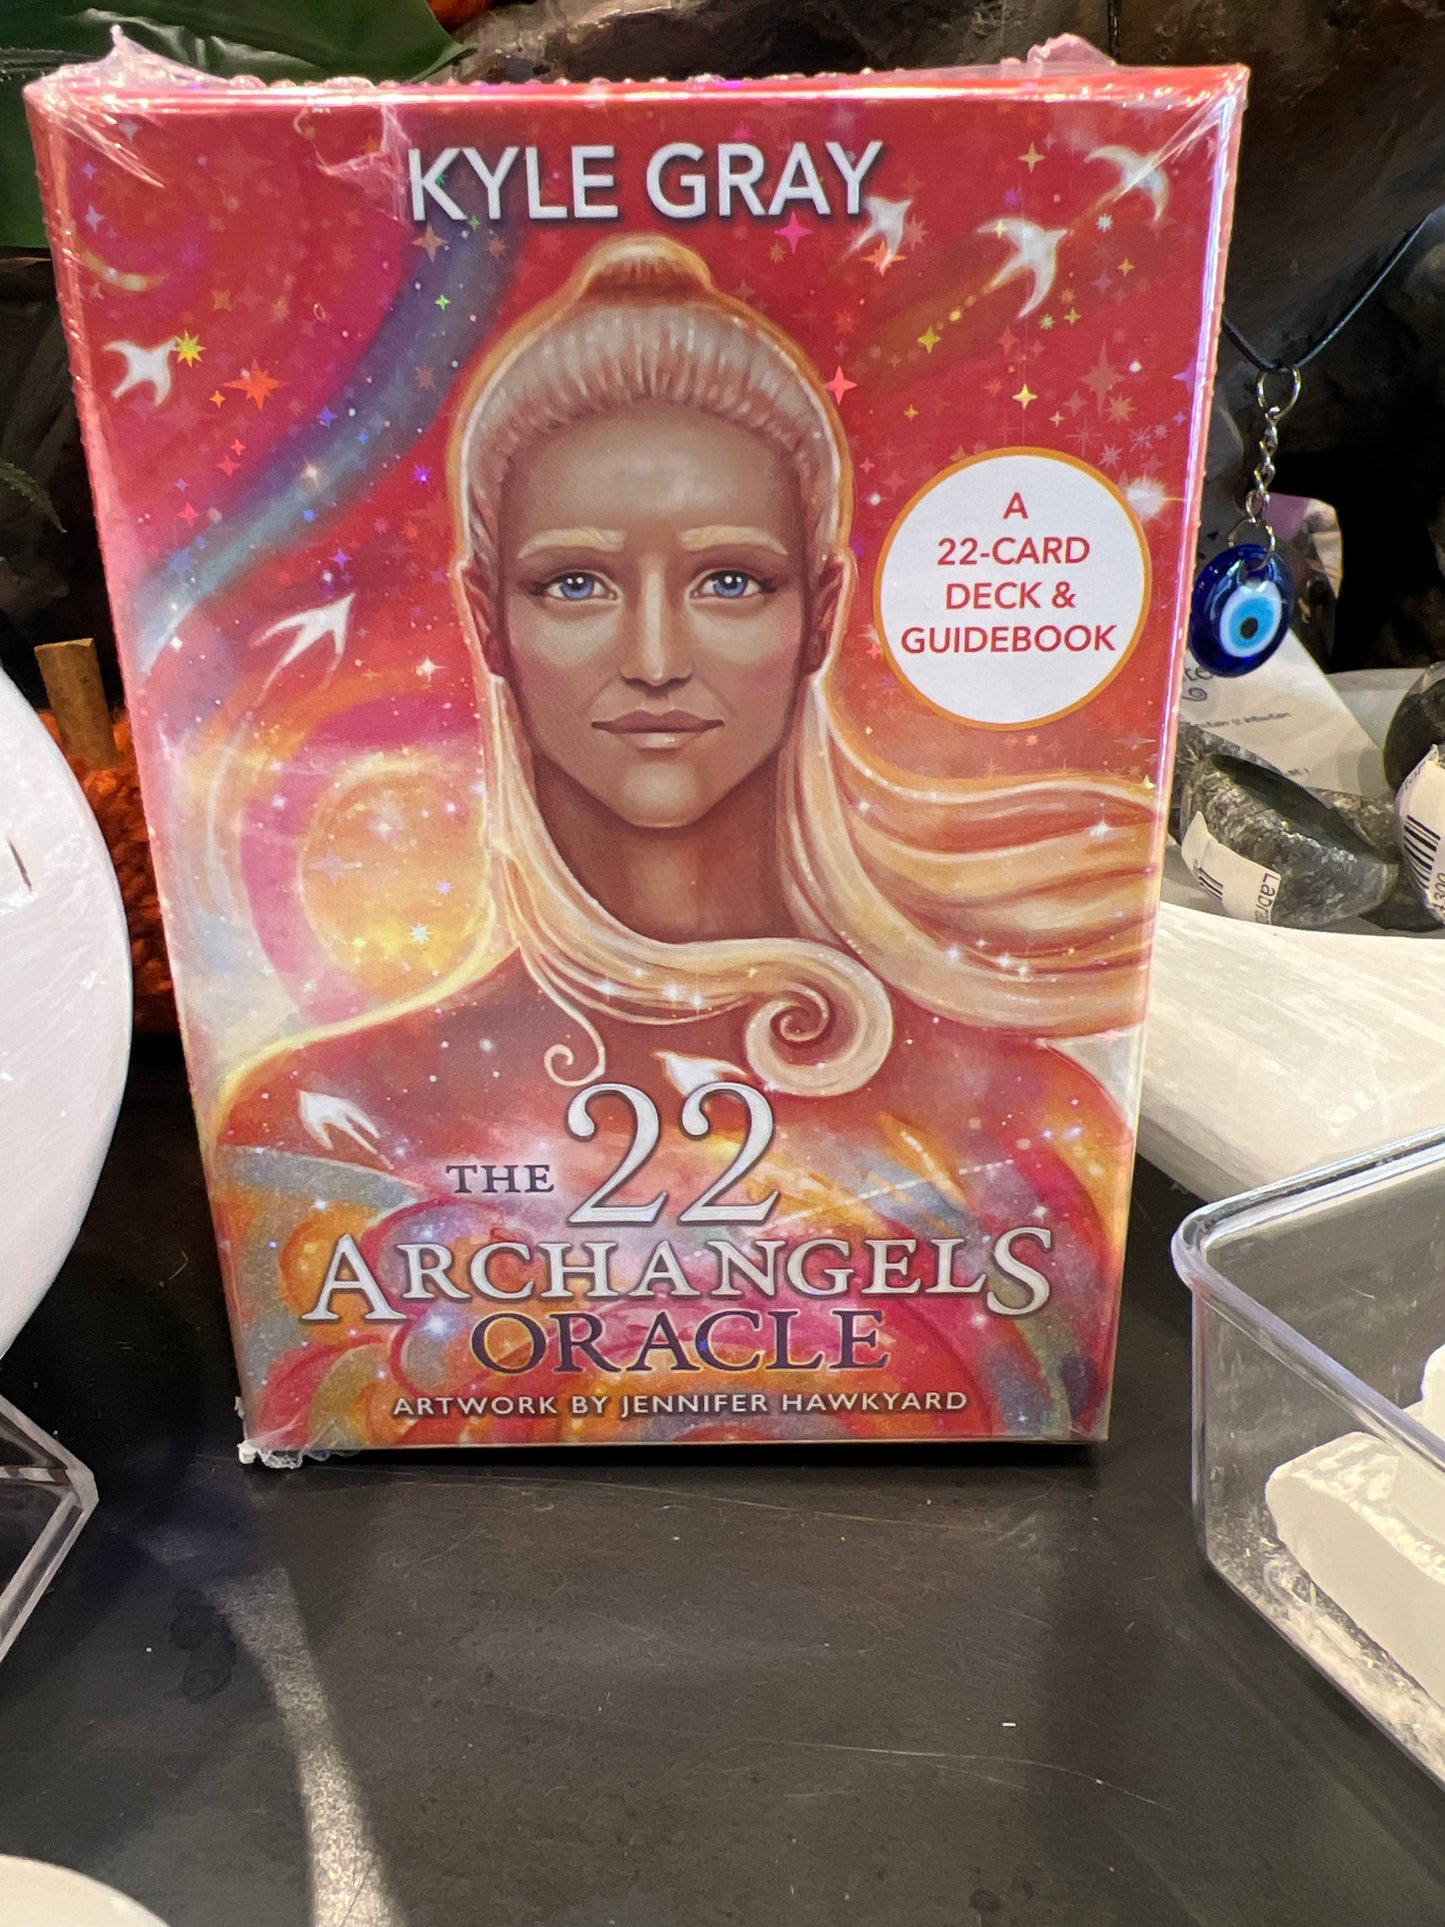 KYLE GRAY
A
22-CARD
DECK &
GUIDEBOOK
THE 22
ARCHANGELS
ORACLE
ARTWORK BY JENNIFER HAWKYARD